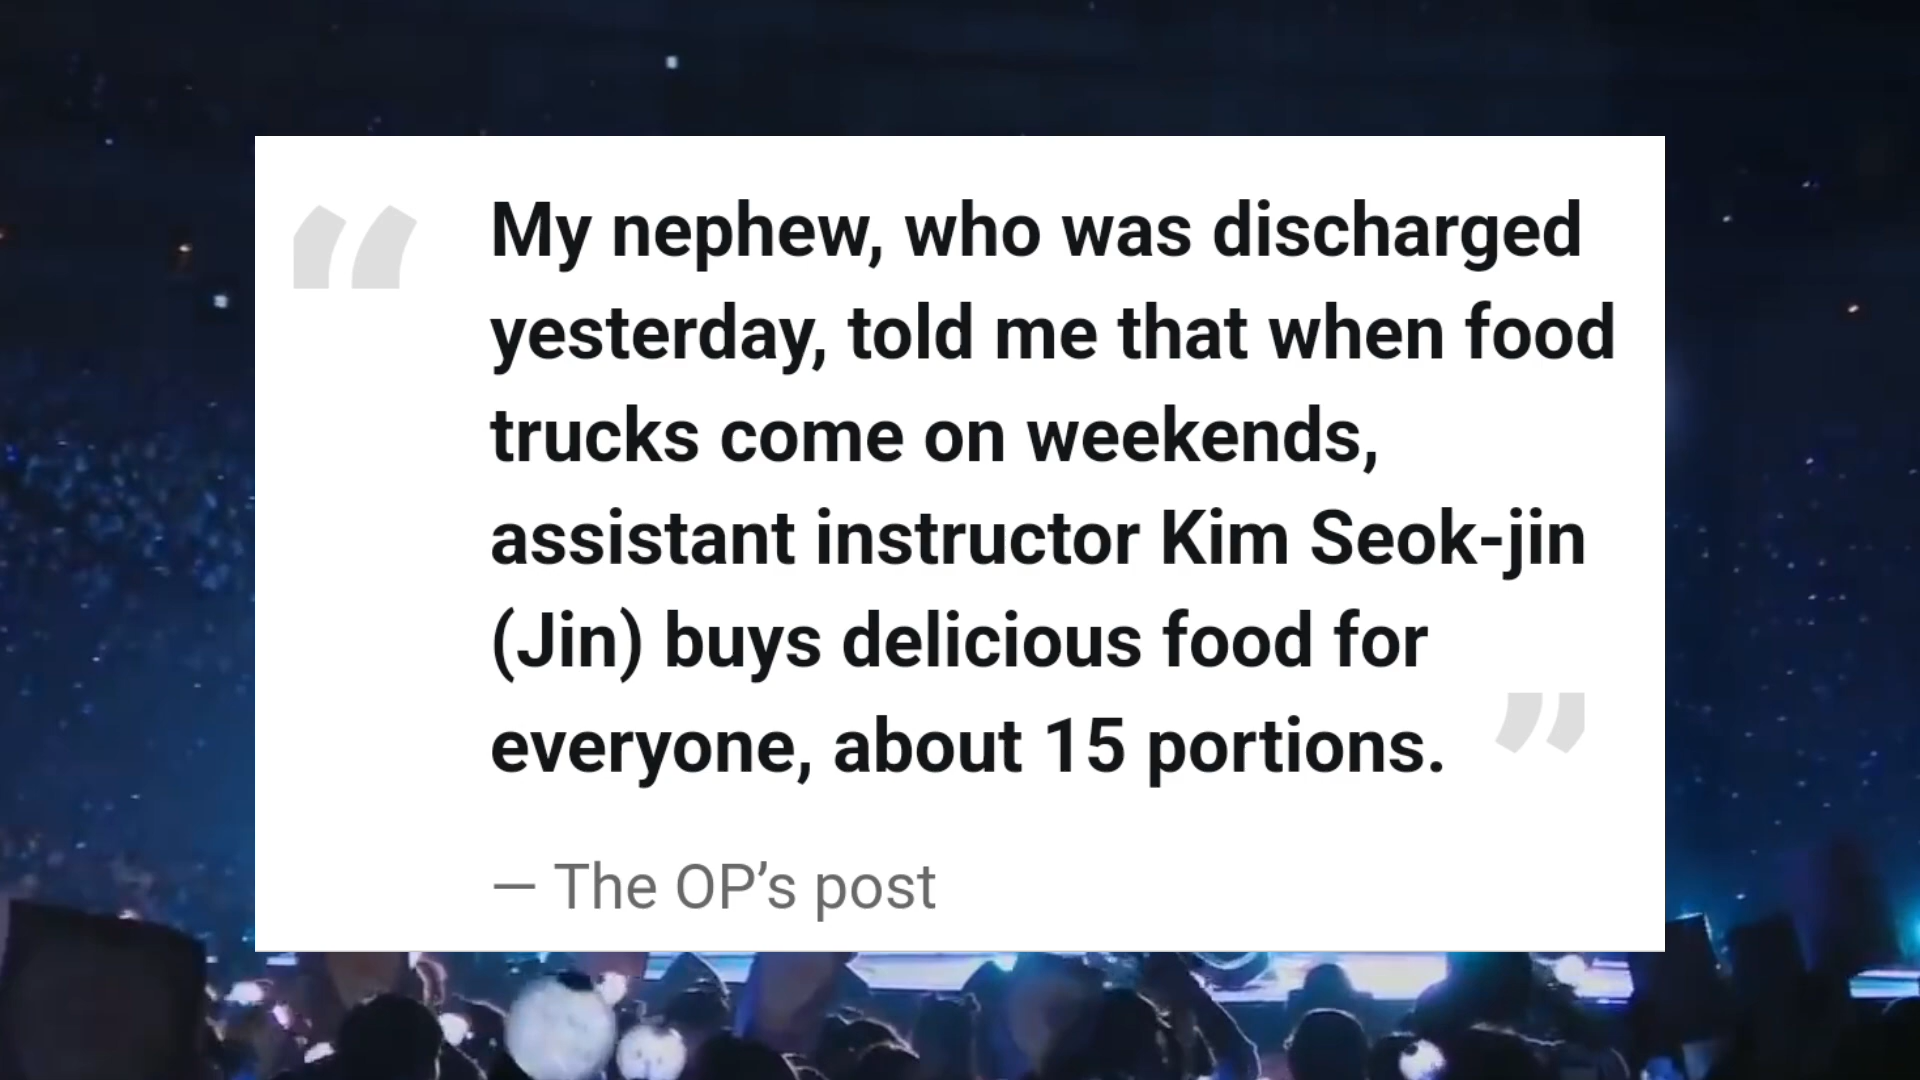 “
My nephew, who was discharged
yesterday, told me that when food
trucks come on weekends,
assistant instructor Kim Seok-jin
(Jin) buys delicious food for
everyone, about 15 portions. ”
— The OP’s post